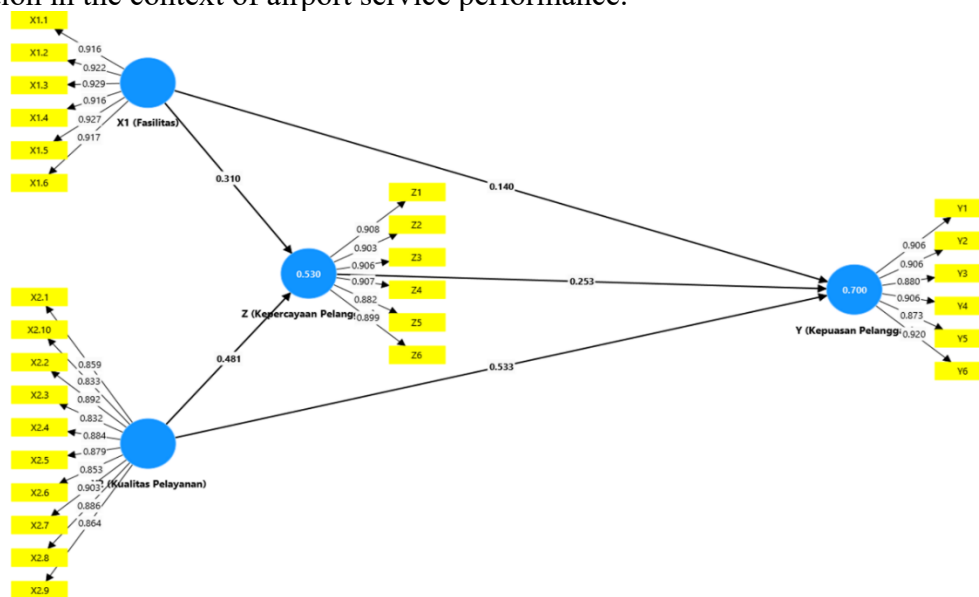 tion in the context of airport service performance.
X1.1
X1.2
X1.3
X1.4
X1.5
X1.6
0.916
0.922
0.929
0.916
0.927
0.917
X1 (Fasilitas)
0.310
0.140
X2.1
X2.10
X2.2
X2.3
X2.4
X2.5
X2.6
X2.7
X2.8
X2.9
0.859
0.833
0.892
0.832
0.884
0.879
0.853
0.903
0.886
0.864
(Kualitas Pelayanan)
0.481
0.533
0.530
Z (Kepercayaan Pelang
0.908
0.903
0.906
0.907
0.882
0.899
Z1
Z2
Z3
Z4
Z5
Z6
0.253
0.700
Y (Kepuasan Pelangg
0.906
0.906
0.880
0.906
0.873
0.920
Y1
Y2
Y3
Y4
Y5
Y6